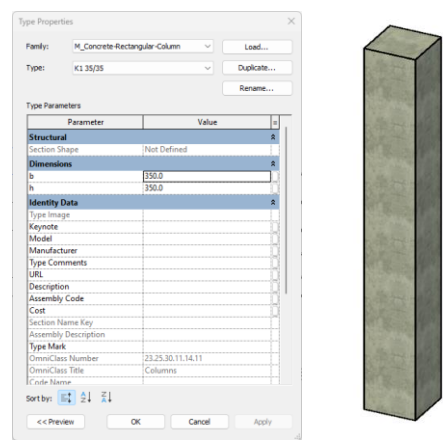 Type Properties
Family: M_Concrete-Rectangular-Column Load...
Type: K1 35/35 Duplicate...
Rename...
Type Parameters
Parameter Value =
Structural
Section Shape Not Defined
Dimensions
b 350.0
h 350.0
Identity Data
Type Image
Keynote
Model
Manufacturer
Type Comments
URL
Description
Assembly Code
Cost
Section Name Key
Assembly Description
Type Mark
OmniClass Number 23.25.30.11.14.11
OmniClass Title Columns
Code Name
Sort by:
<< Preview OK Cancel Apply